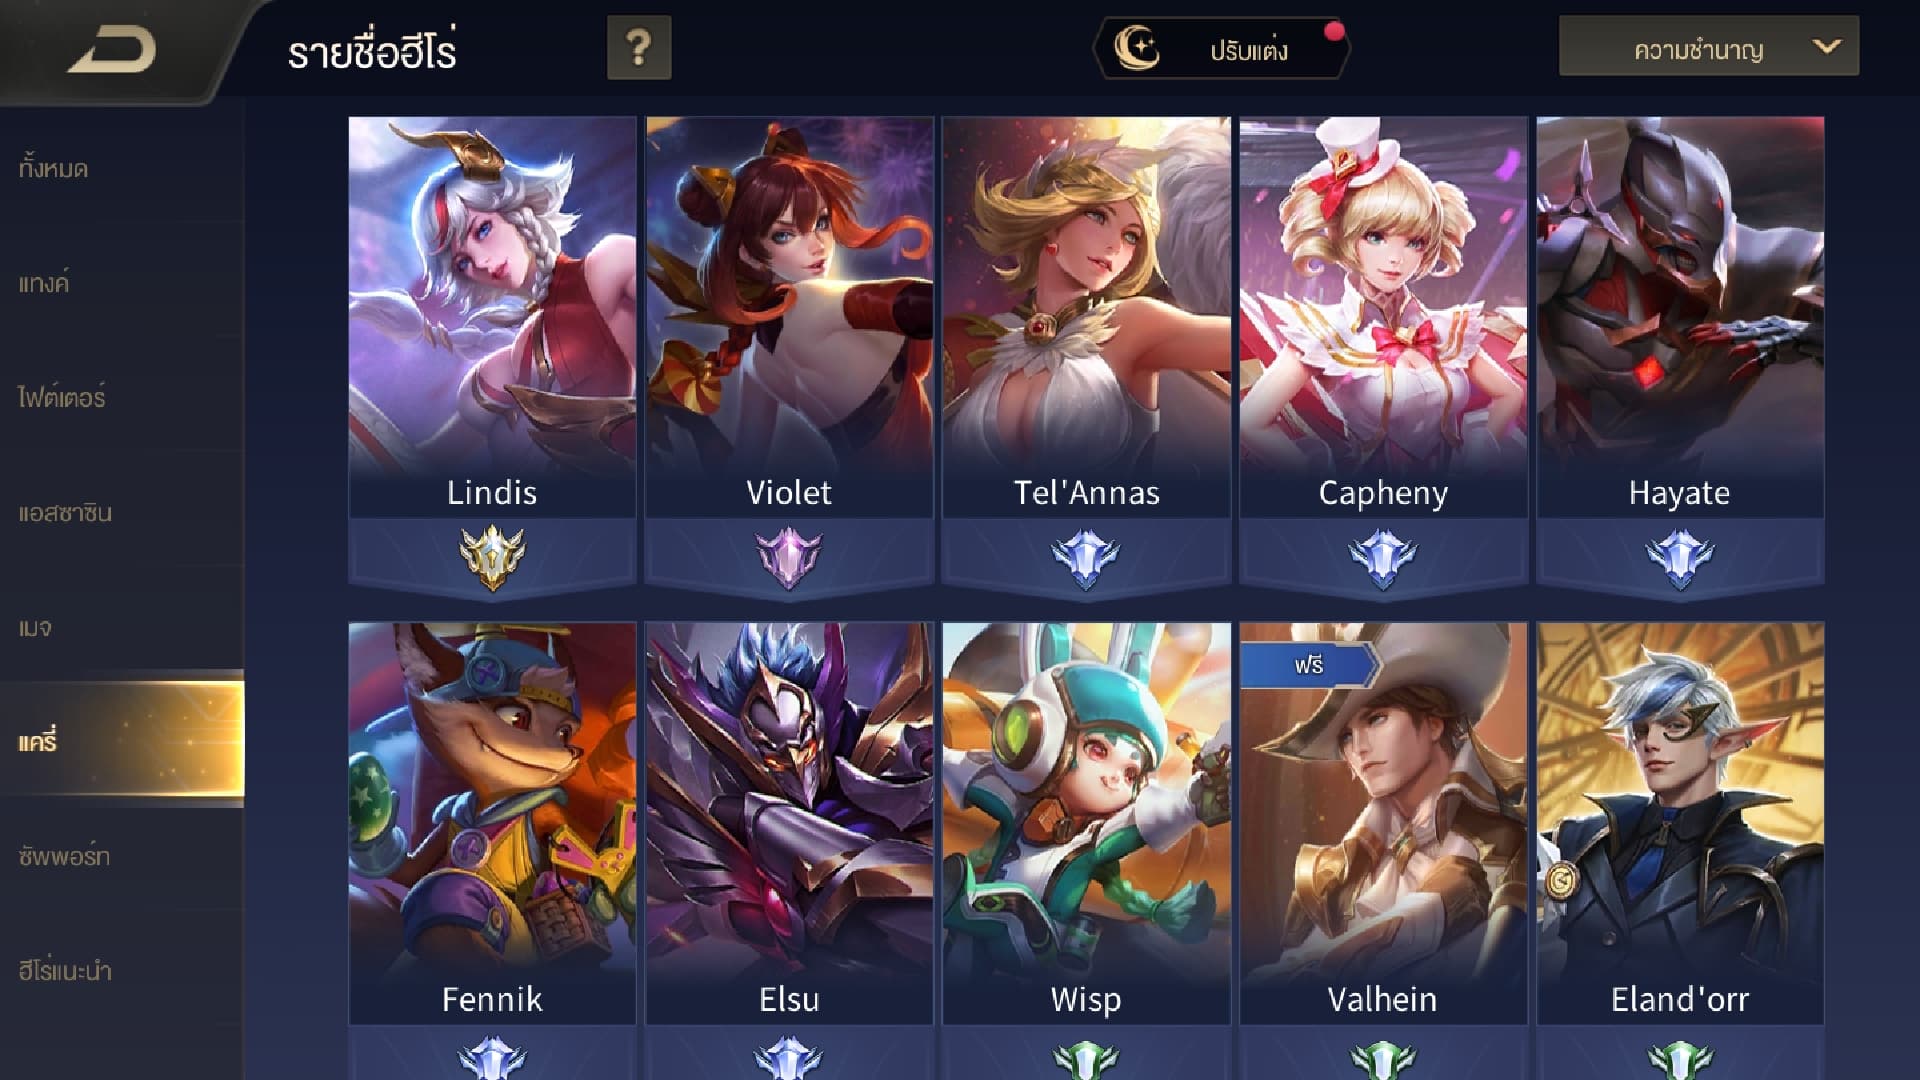 รายชื่อฮีโร่
?
ปรับแต่ง
ความชำนาญ
ทั้งหมด
แทงค์
ไฟต์เตอร์
แอสซาซิน
เมจ
แครี่
ซัพพอร์ท
ฮีโร่แนะนำ
Lindis
Violet
Tel'Annas
Capheny
Hayate
ฟรี
Fennik
Elsu
Wisp
Valhein
Eland'orr